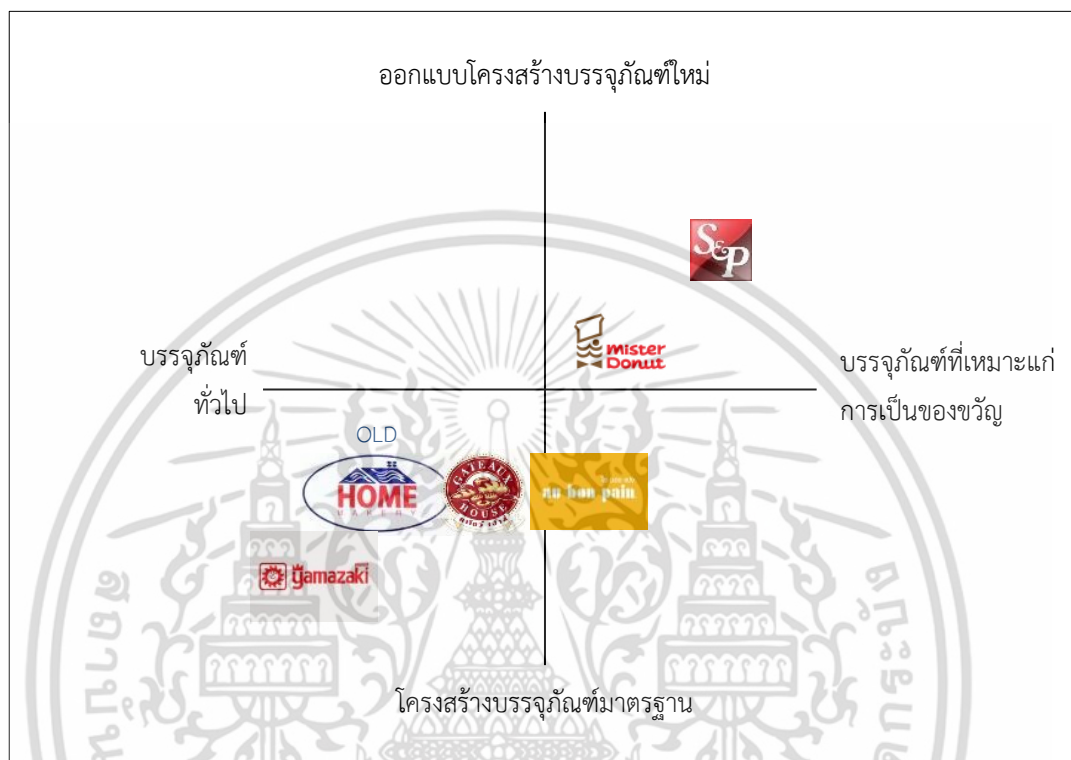 ออกแบบโครงสร้างบรรจุภัณฑ์ใหม่
S&P
mister
Donut
บรรจุภัณฑ์
ทั่วไป
บรรจุภัณฑ์ที่เหมาะแก่
การเป็นของขวัญ
OLD
HOME
BAKERY
GATEAUX
HOUSE
au bon pain
yamazaki
โครงสร้างบรรจุภัณฑ์มาตรฐาน